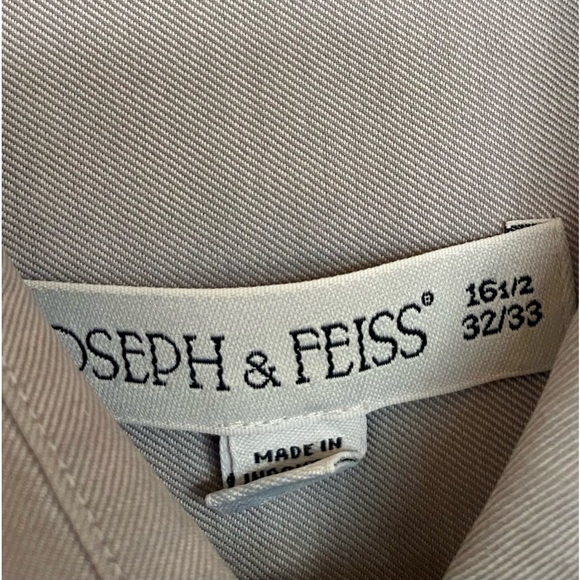 OSEPH & FEISS®
16 1/2
32/33
MADE IN